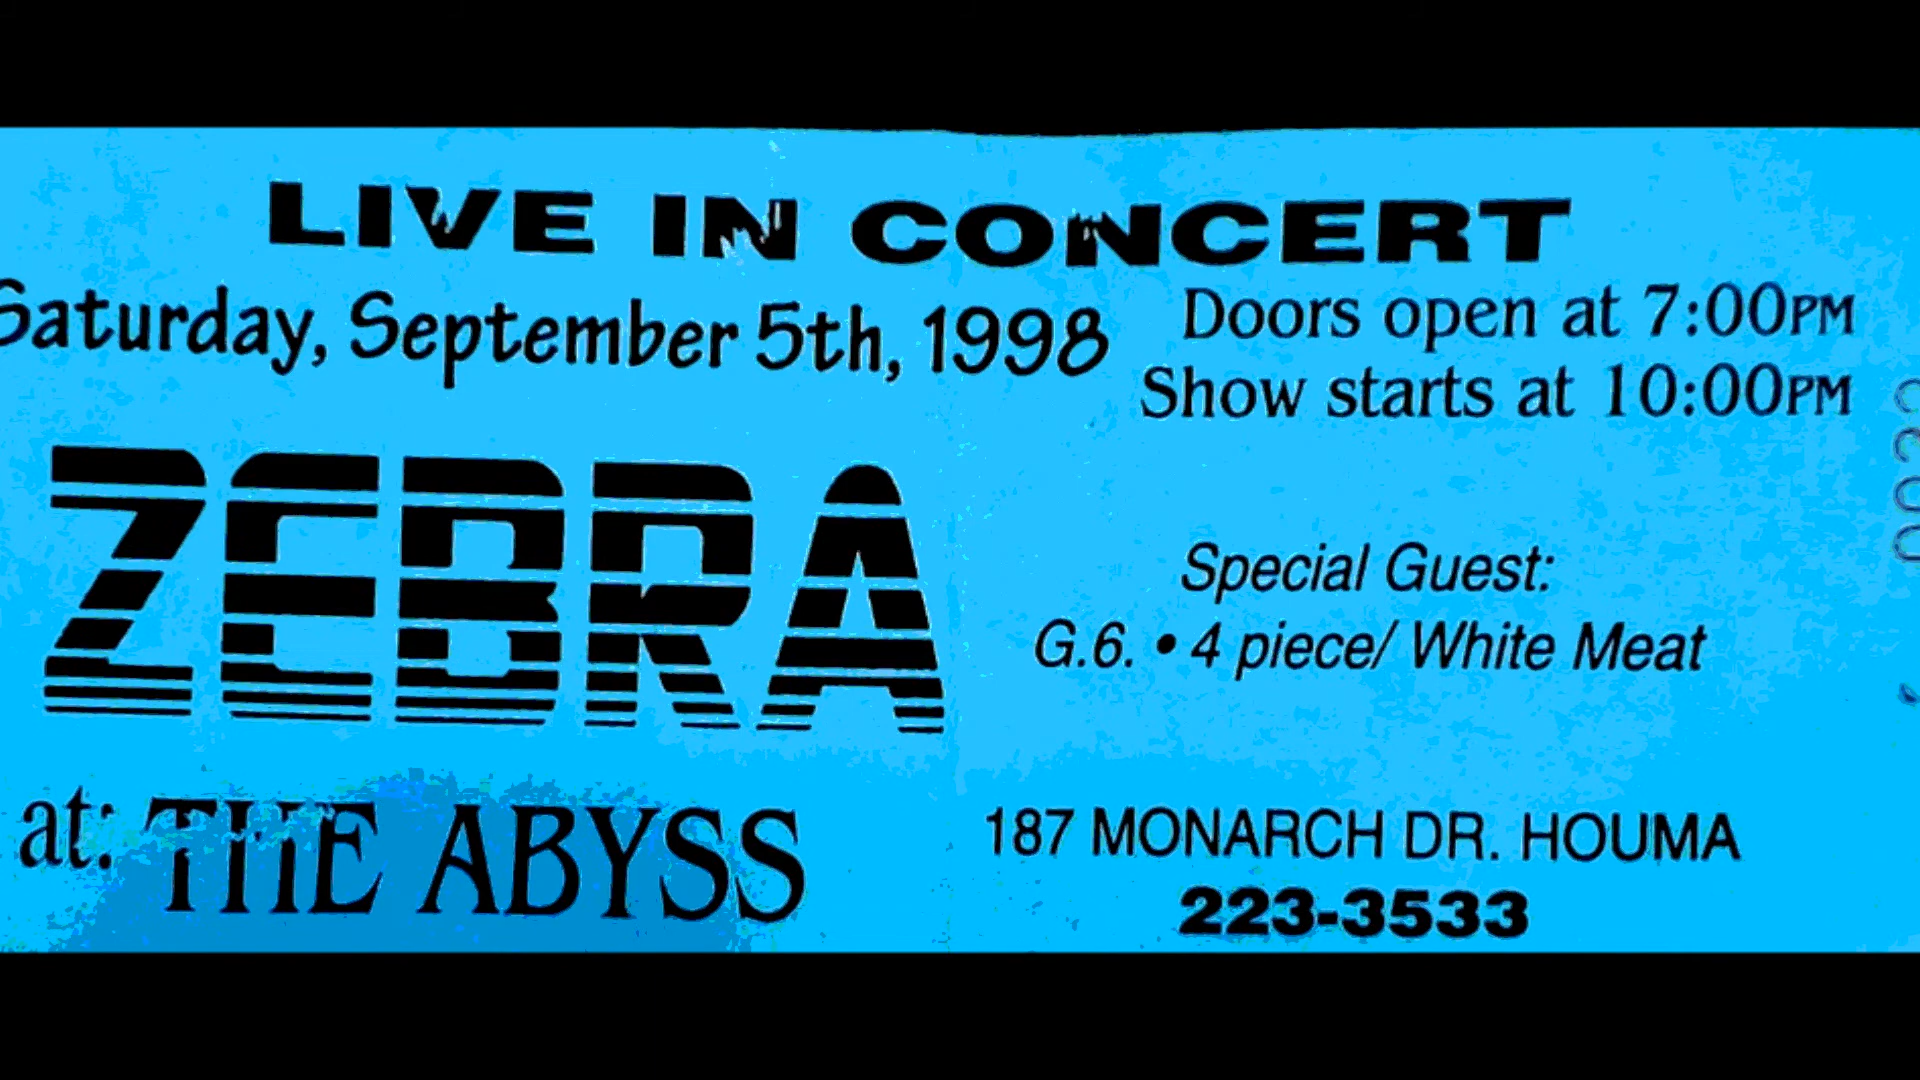 LIVE IN CONCERT
Saturday, September 5th, 1998
Doors open at 7:00PM
Show starts at 10:00PM
ZEBRA
Special Guest:
G.6. • 4 piece/ White Meat
at: THE ABYSS
187 MONARCH DR. HOUMA
223-3533